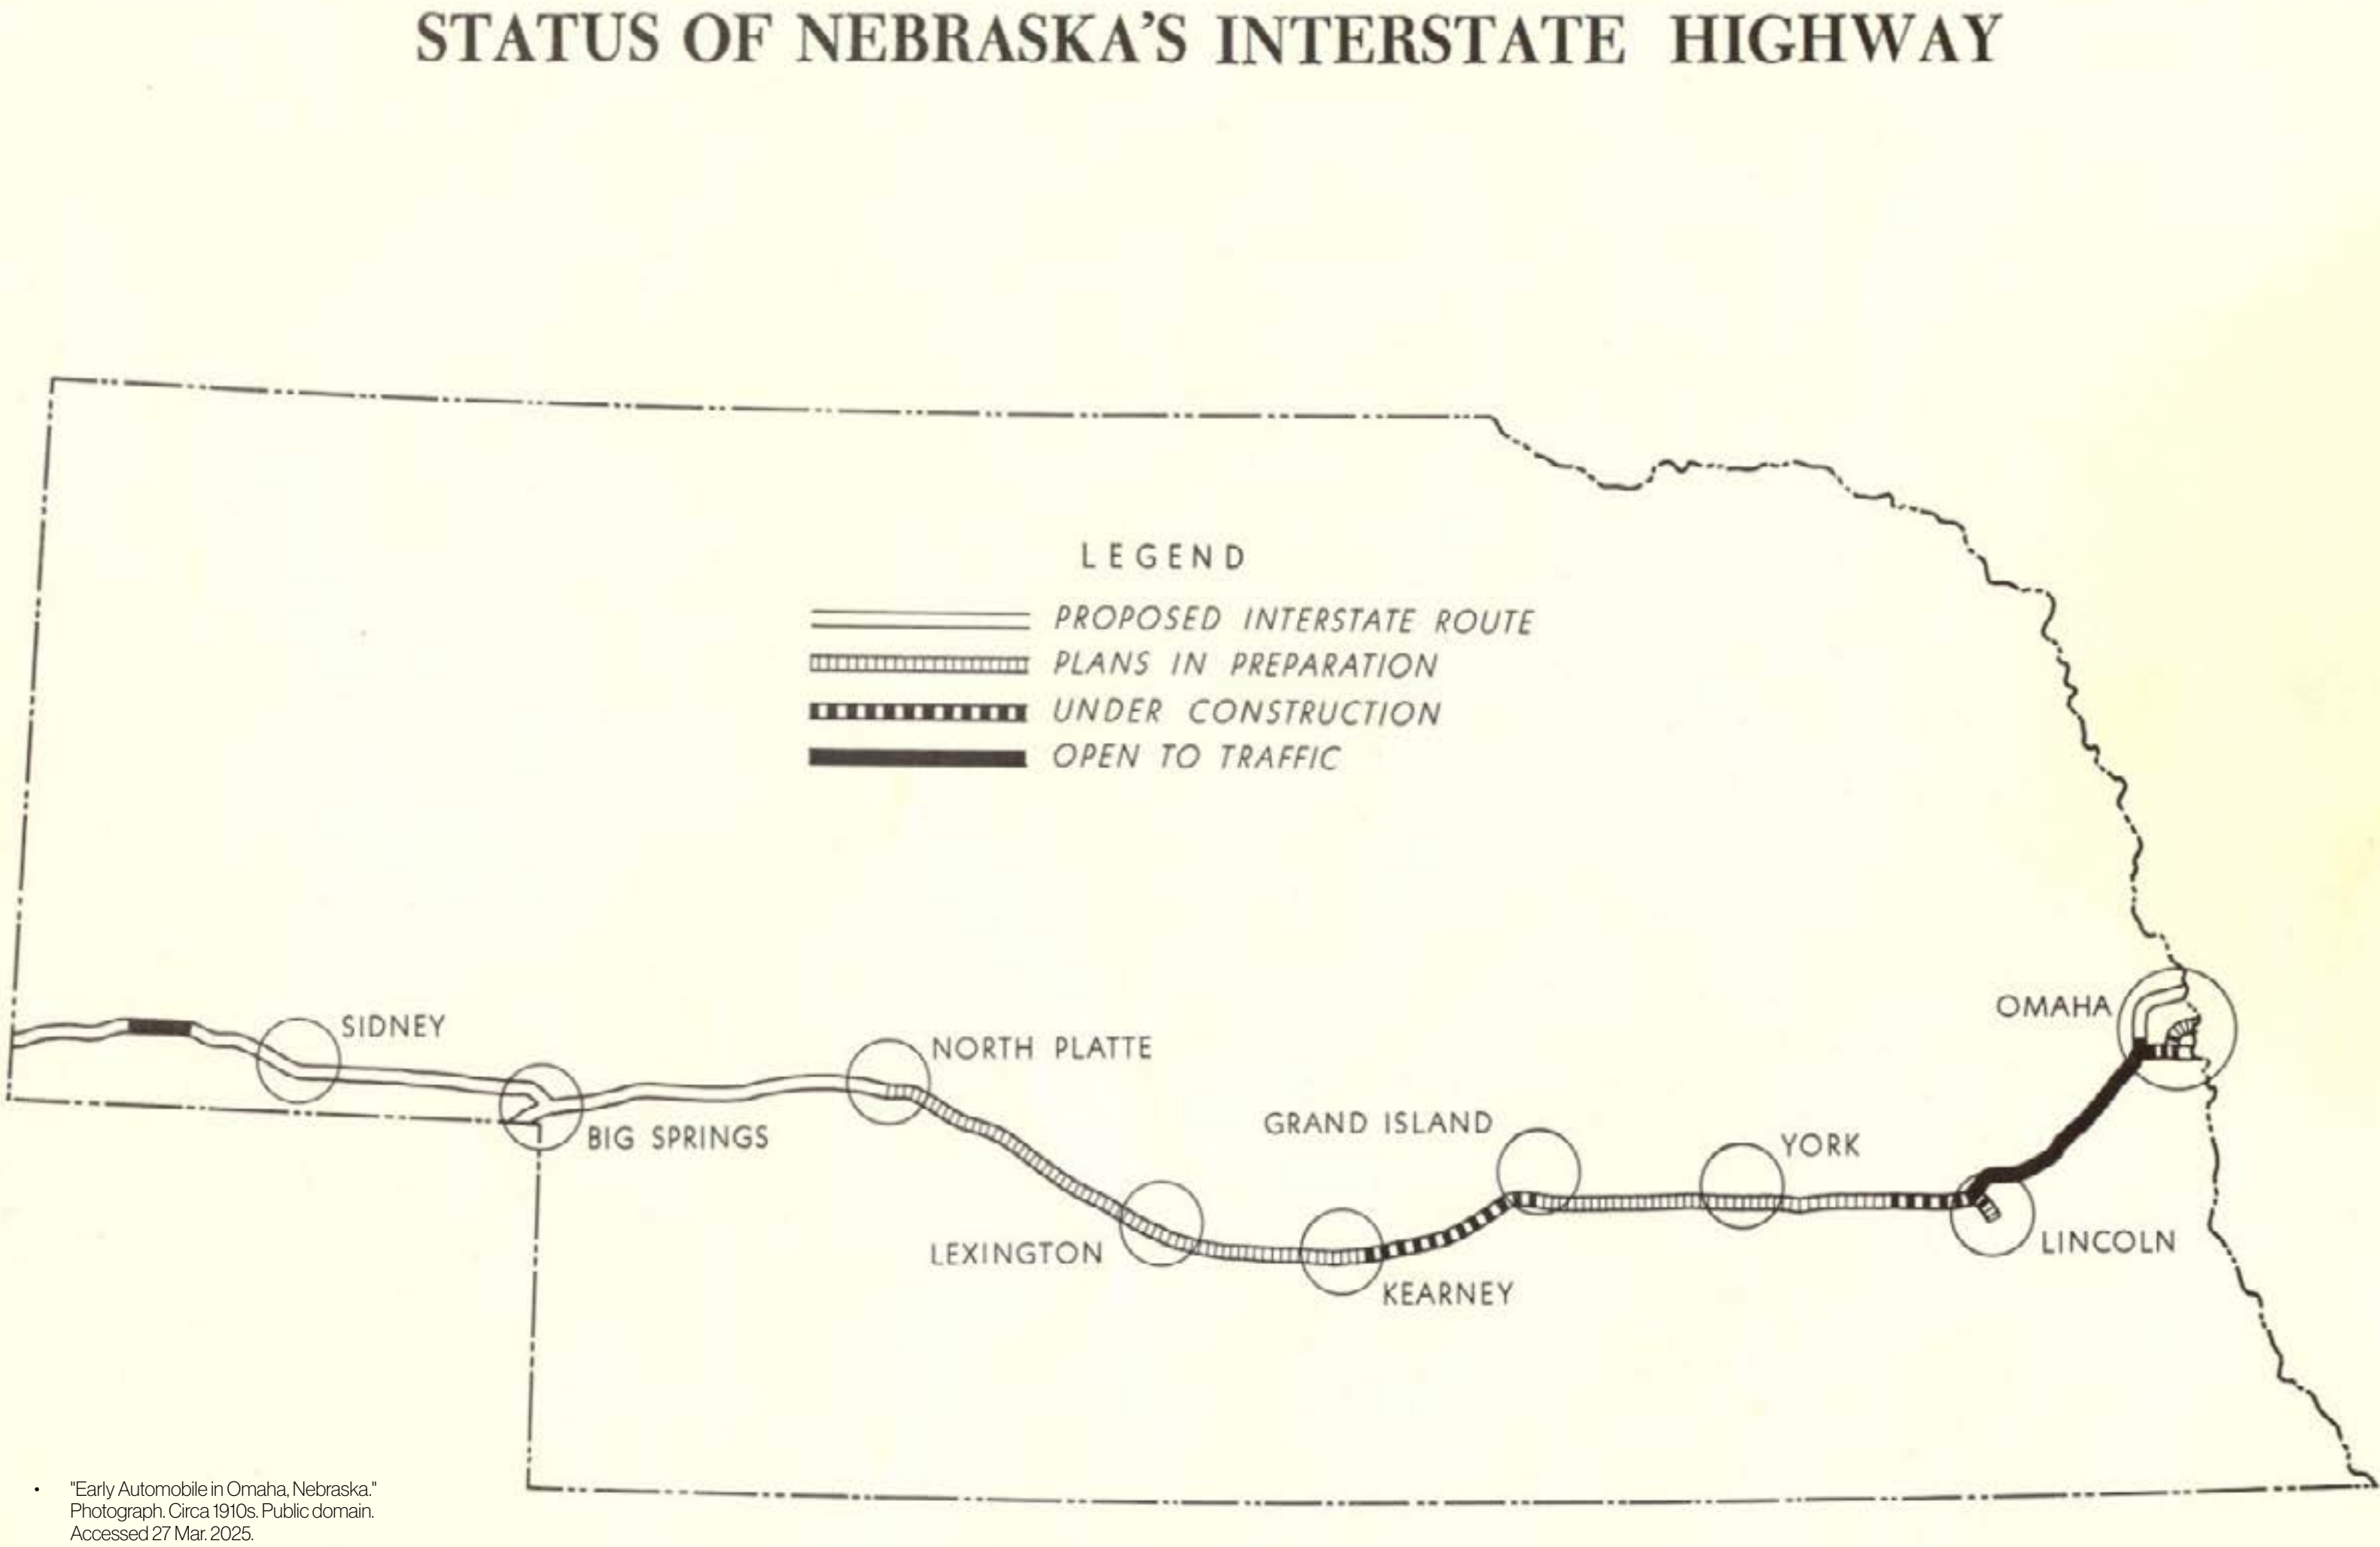 STATUS OF NEBRASKA'S INTERSTATE HIGHWAY
LEGEND
PROPOSED INTERSTATE ROUTE
PLANS IN PREPARATION
UNDER CONSTRUCTION
OPEN TO TRAFFIC
OMAHA
SIDNEY
NORTH PLATTE
GRAND ISLAND
BIG SPRINGS
YORK
LEXINGTON
LINCOLN
KEARNEY
• "Early Automobile in Omaha, Nebraska."
Photograph. Circa 1910s. Public domain.
Accessed 27 Mar. 2025.